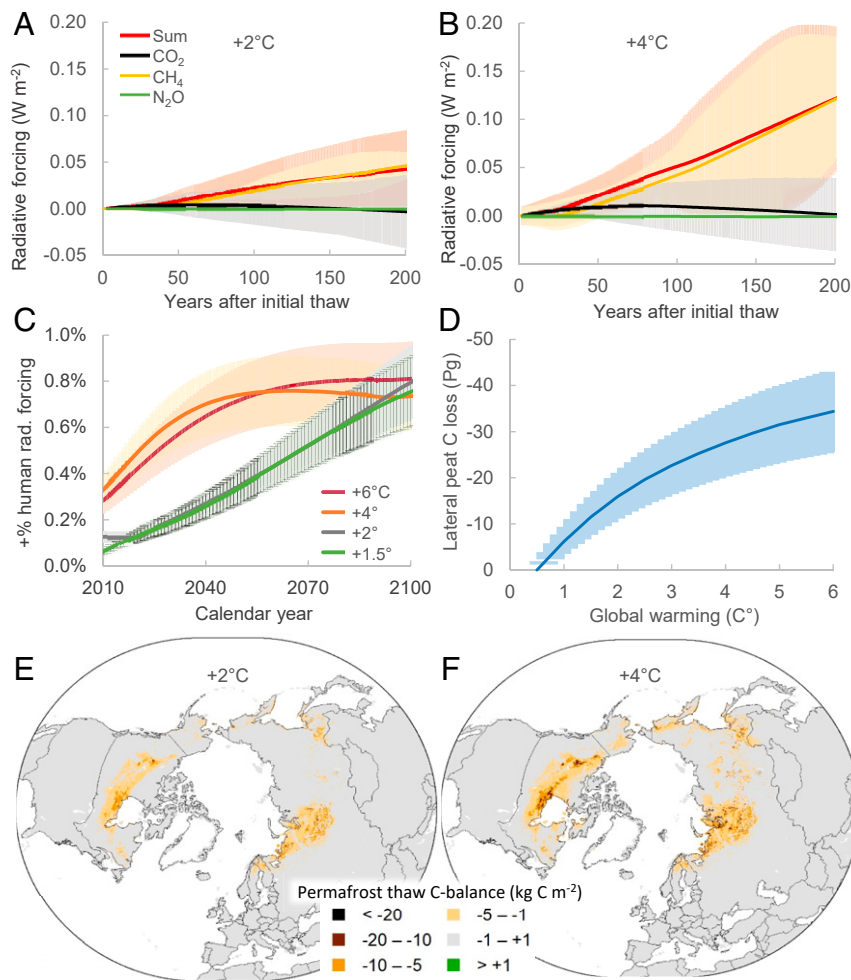 A
+2°C
Sum
CO₂
CH₄
N₂O
Radiative forcing (W m⁻²)
0.20
0.15
0.10
0.05
0.00
-0.05
0
50
100
150
200
Years after initial thaw
B
+4°C
Radiative forcing (W m⁻²)
0.20
0.15
0.10
0.05
0.00
-0.05
0
50
100
150
200
Years after initial thaw
C
+% human rad. forcing
1.0%
0.8%
0.6%
0.4%
0.2%
0.0%
+6°C
+4°
+2°
+1.5°
2010
2040
2070
2100
Calendar year
D
Lateral peat C loss (Pg)
-50
-40
-30
-20
-10
0
0
1
2
3
4
5
6
Global warming (C°)
E
+2°C
F
+4°C
Permafrost thaw C-balance (kg C m⁻²)
< -20
-5 – -1
-20 – -10
-1 – +1
-10 – -5
> +1